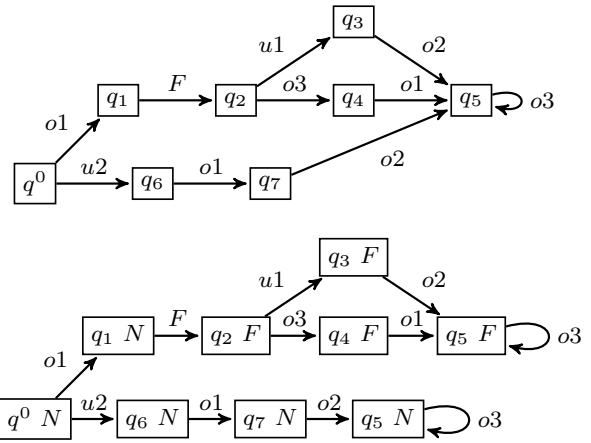 q₃
u1 o2
F o3 o1
q₁ q₂ q₄ q₅ o3
o1
o2
u2 o1
q⁰ q₆ q₇
q₃ F
u1 o2
F o3 o1
q₁ N q₂ F q₄ F q₅ F o3
o1
u2 o1 o2
q⁰ N q₆ N q₇ N q₅ N o3